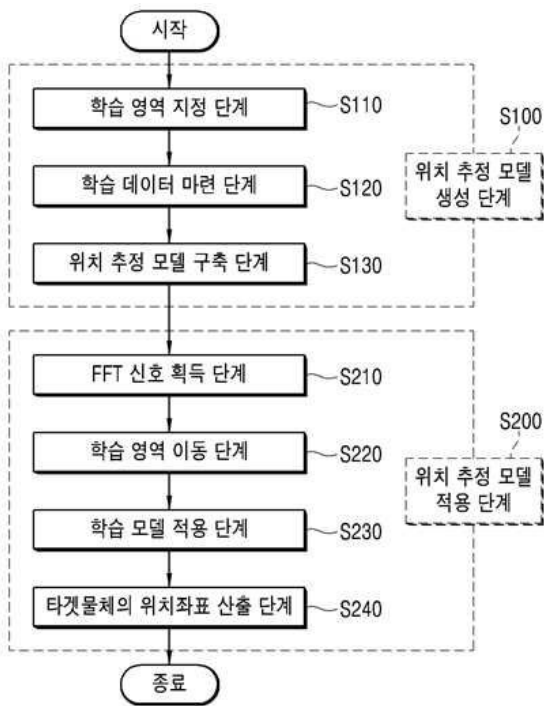 시작
학습 영역 지정 단계
S110
학습 데이터 마련 단계
S120
위치 추정 모델 구축 단계
S130
S100
위치 추정 모델
생성 단계
FFT 신호 획득 단계
S210
학습 영역 이동 단계
S220
학습 모델 적용 단계
S230
타겟물체의 위치좌표 산출 단계
S240
S200
위치 추정 모델
적용 단계
종료